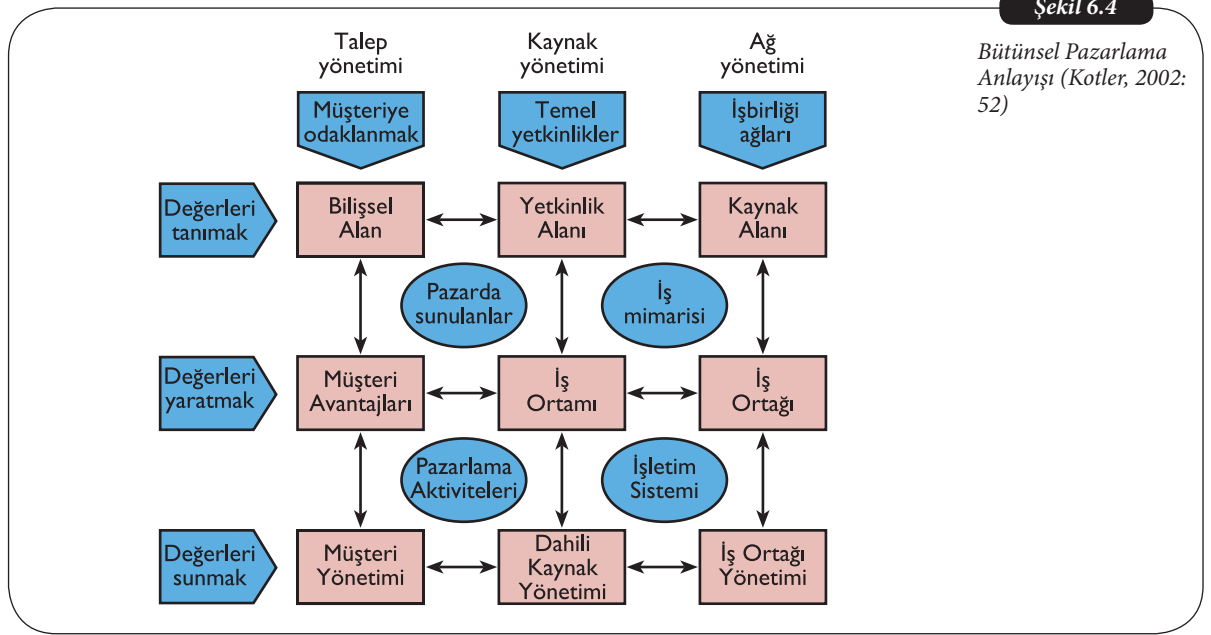 Şekil 6.4
Bütünsel Pazarlama
Anlayışı (Kotler, 2002:
52)
Talep
yönetimi
Kaynak
yönetimi
Ağ
yönetimi
Müşteriye
odaklanmak
Temel
yetkinlikler
İşbirliği
ağları
Değerleri
tanımak
Bilişsel
Alan
Yetkinlik
Alanı
Kaynak
Alanı
Pazarda
sunulanlar
İş
mimarisi
Değerleri
yaratmak
Müşteri
Avantajları
İş
Ortamı
İş
Ortağı
Pazarlama
Aktiviteleri
İşletim
Sistemi
Değerleri
sunmak
Müşteri
Yönetimi
Dahili
Kaynak
Yönetimi
İş Ortağı
Yönetimi